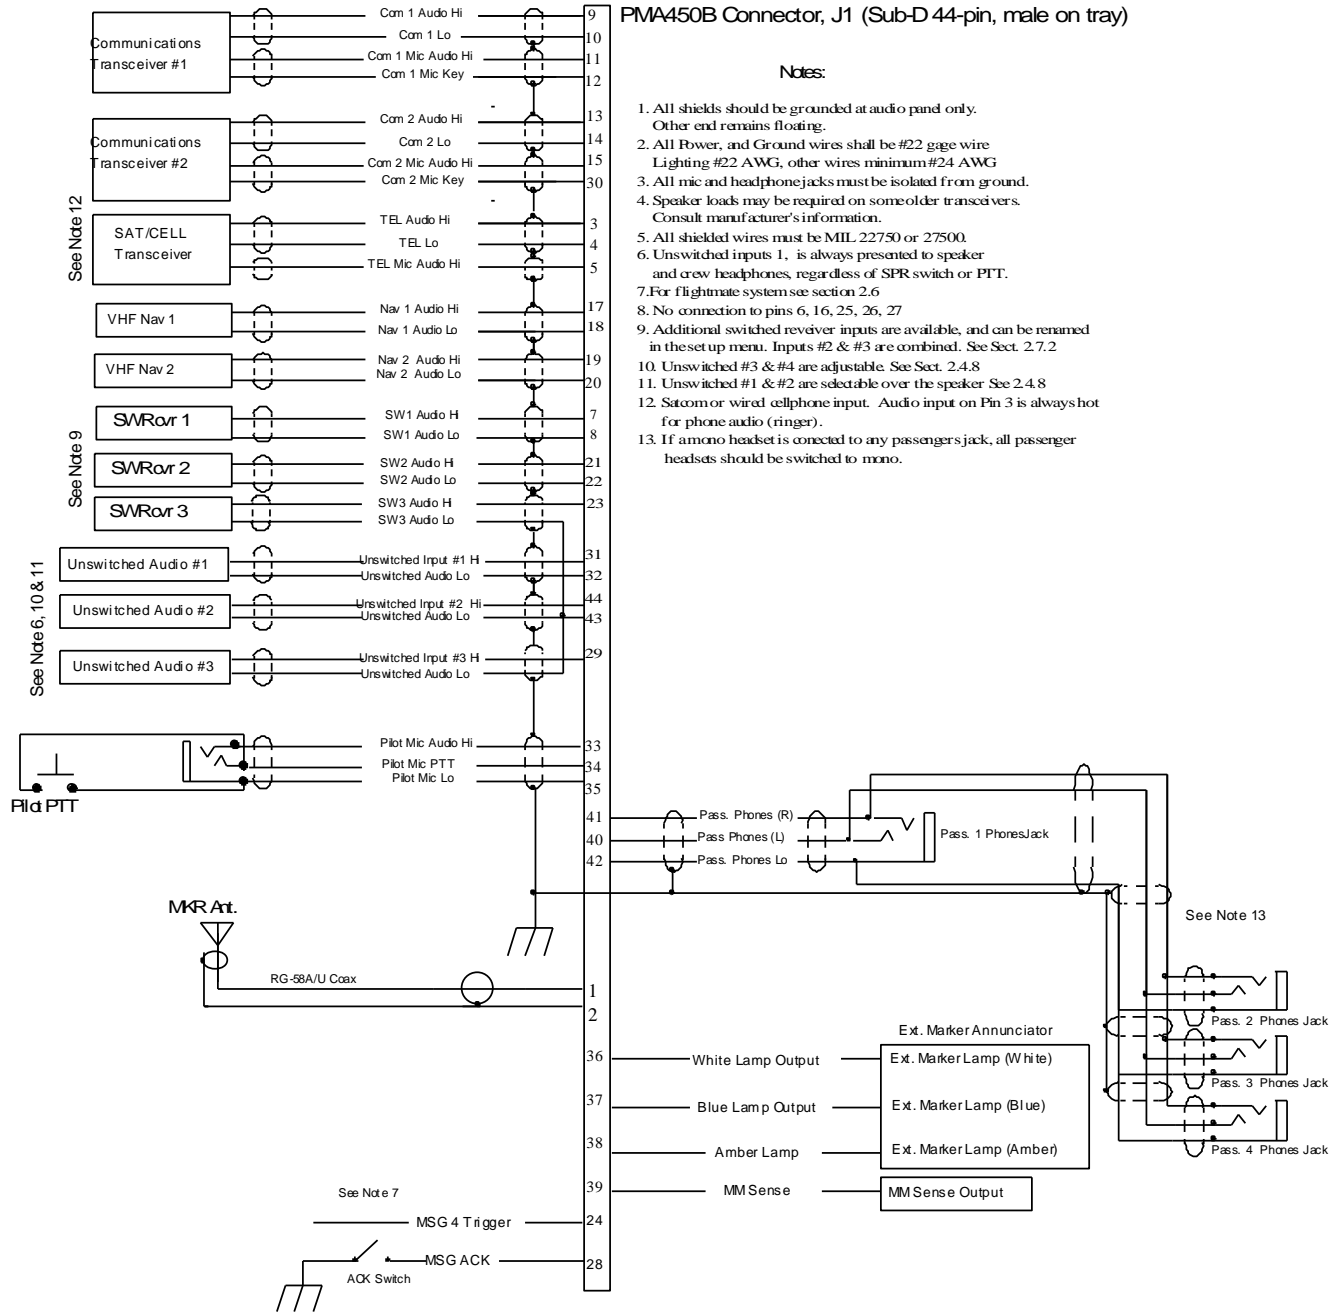 PMA450B Connector, J1 (Sub-D 44-pin, male on tray)
Notes:
1. All shields should be grounded at audio panel only.
Other end remains floating.
2. All Power, and Ground wires shall be #22 gage wire
Lighting #22 AWG, other wires minimum #24 AWG
3. All mic and headphone jacks must be isolated from ground.
4. Speaker loads may be required on some older transceivers.
Consult manufacturer's information.
5. All shielded wires must be MIL 22750 or 27500.
6. Unswitched inputs 1, is always presented to speaker
and crew headphones, regardless of SPR switch or PTT.
7.For flightmate system see section 2.6
8. No connection to pins 6, 16, 25, 26, 27
9. Additional switched reveiver inputs are available, and can be renamed
in the set up menu. Inputs #2 & #3 are combined. See Sect. 2.7.2
10. Unswitched #3 & #4 are adjustable. See Sect. 2.4.8
11. Unswitched #1 & #2 are selectable over the speaker See 2.4.8
12. Satcom or wired cellphone input. Audio input on Pin 3 is always hot
for phone audio (ringer).
13. If a mono headset is conected to any passengers jack, all passenger
headsets should be switched to mono.
Communications
Transceiver #1
Com 1 Audio Hi 9
Com 1 Lo 10
Com 1 Mic Audio Hi 11
Com 1 Mic Key 12
Communications
Transceiver #2
Com 2 Audio Hi 13
Com 2 Lo 14
Com 2 Mic Audio Hi 15
Com 2 Mic Key 30
See Note 12
SAT/CELL
Transceiver
TEL Audio Hi 3
TEL Lo 4
TEL Mic Audio Hi 5
VHF Nav 1
Nav 1 Audio Hi 17
Nav 1 Audio Lo 18
VHF Nav 2
Nav 2 Audio Hi 19
Nav 2 Audio Lo 20
See Note 9
SWRcvr 1
SW1 Audio Hi 7
SW1 Audio Lo 8
SWRcvr 2
SW2 Audio Hi 21
SW2 Audio Lo 22
SWRcvr 3
SW3 Audio Hi 23
SW3 Audio Lo
See Note 6, 10 & 11
Unswitched Audio #1
Unswitched Input #1 Hi 31
Unswitched Audio Lo 32
Unswitched Audio #2
Unswitched Input #2 Hi 44
Unswitched Audio Lo 43
Unswitched Audio #3
Unswitched Input #3 Hi 29
Unswitched Audio Lo
Pilot PTT
Pilot Mic Audio Hi 33
Pilot Mic PTT 34
Pilot Mic Lo 35
41 Pass. Phones (R)
40 Pass Phones (L)
42 Pass. Phones Lo
Pass. 1 PhonesJack
See Note 13
MKR Ant.
RG-58A/U Coax
1
2
Pass. 2 Phones Jack
Pass. 3 Phones Jack
Pass. 4 Phones Jack
Ext. Marker Annunciator
36 White Lamp Output Ext. Marker Lamp (White)
37 Blue Lamp Output Ext. Marker Lamp (Blue)
38 Amber Lamp Ext. Marker Lamp (Amber)
39 MM Sense MM Sense Output
See Note 7
MSG 4 Trigger 24
MSG ACK 28
ACK Switch